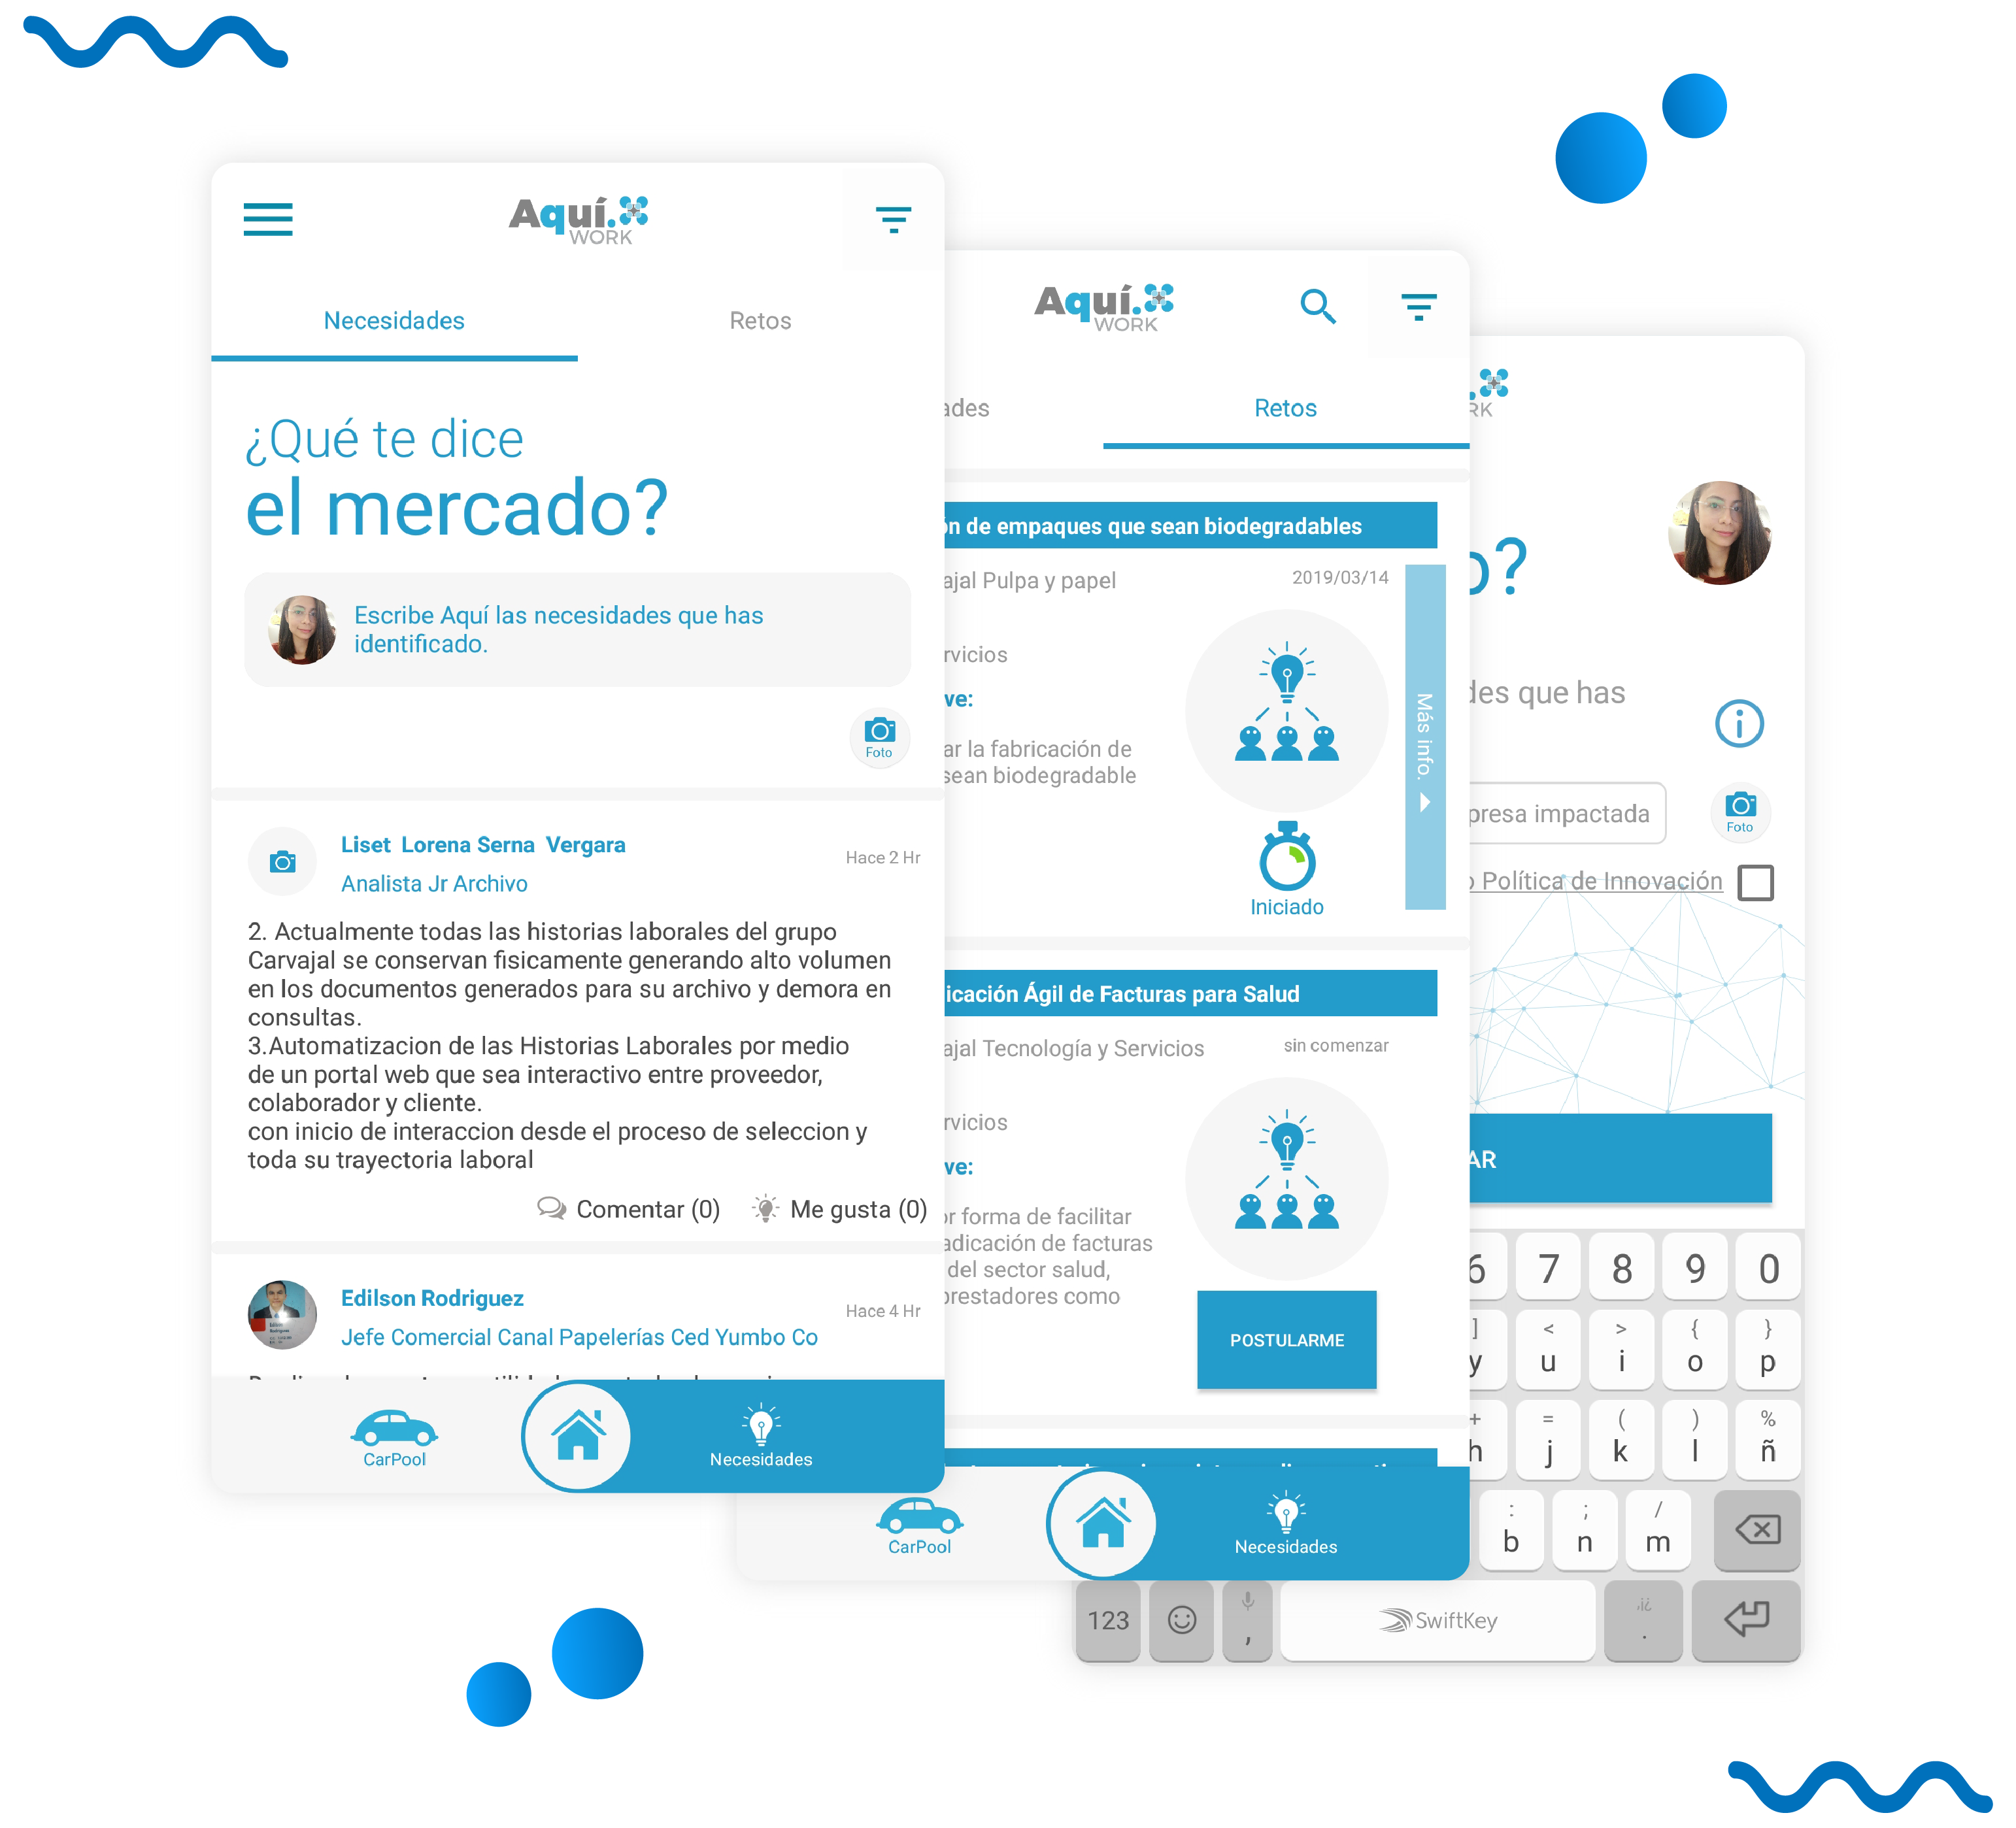 Aquí.
WORK
Necesidades
Retos
¿Qué te dice
el mercado?
Escribe Aquí las necesidades que has
identificado.
Foto
Liset Lorena Serna Vergara
Hace 2 Hr
Analista Jr Archivo
2. Actualmente todas las historias laborales del grupo
Carvajal se conservan fisicamente generando alto volumen
en los documentos generados para su archivo y demora en
consultas.
3.Automatizacion de las Historias Laborales por medio
de un portal web que sea interactivo entre proveedor,
colaborador y cliente.
con inicio de interaccion desde el proceso de seleccion y
toda su trayectoria laboral
Comentar (0)
Me gusta (0)
Edilson Rodriguez
Hace 4 Hr
Jefe Comercial Canal Papelerías Ced Yumbo Co
CarPool
Necesidades
Aquí.
WORK
ades
Retos
ón de empaques que sean biodegradables
ajal Pulpa y papel
2019/03/14
rvicios
ve:
ar la fabricación de
sean biodegradable
Más info.
Iniciado
icación Ágil de Facturas para Salud
ajal Tecnología y Servicios
sin comenzar
rvicios
ve:
or forma de facilitar
adicación de facturas
del sector salud,
prestadores como
POSTULARME
CarPool
Necesidades
RK
o?
des que has
presa impactada
Foto
o Política de Innovación
AR
6 7 8 9 0
] < > { }
y u i o p
+ = ( ) %
h j k l ñ
: ; /
b n m
123 , SwiftKey .